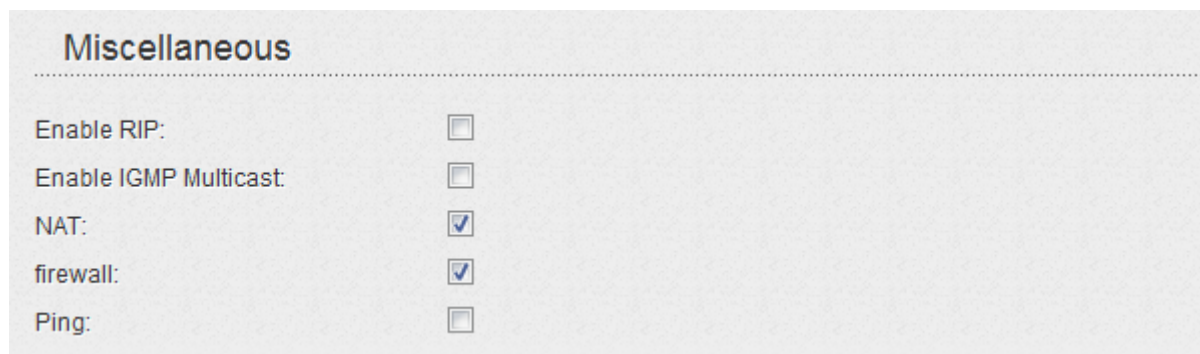 Miscellaneous
Enable RIP:
Enable IGMP Multicast:
NAT:
firewall:
Ping: